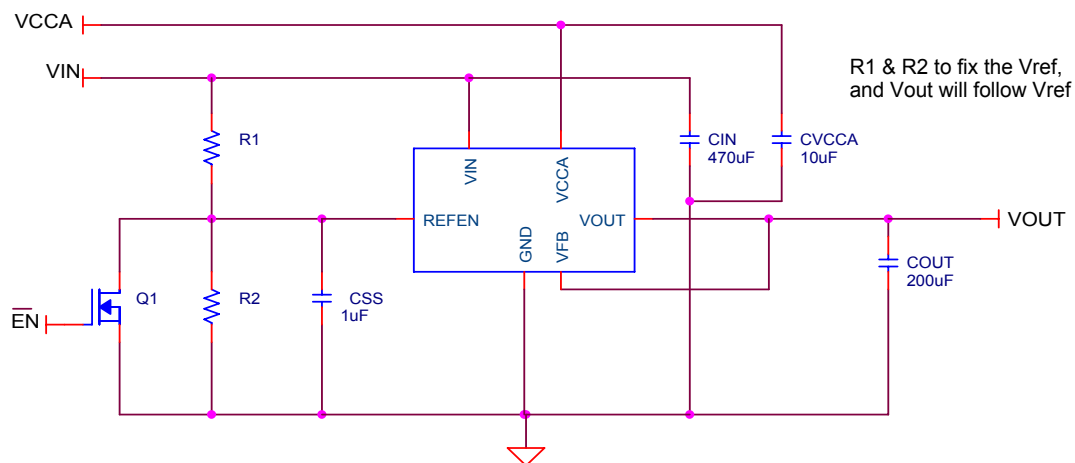 VCCA
VIN
R1 & R2 to fix the Vref,
and Vout will follow Vref
R1
CIN
470uF
CVCCA
10uF
VIN
VCCA
REFEN
VOUT
GND
VFB
VOUT
COUT
200uF
EN
Q1
R2
CSS
1uF